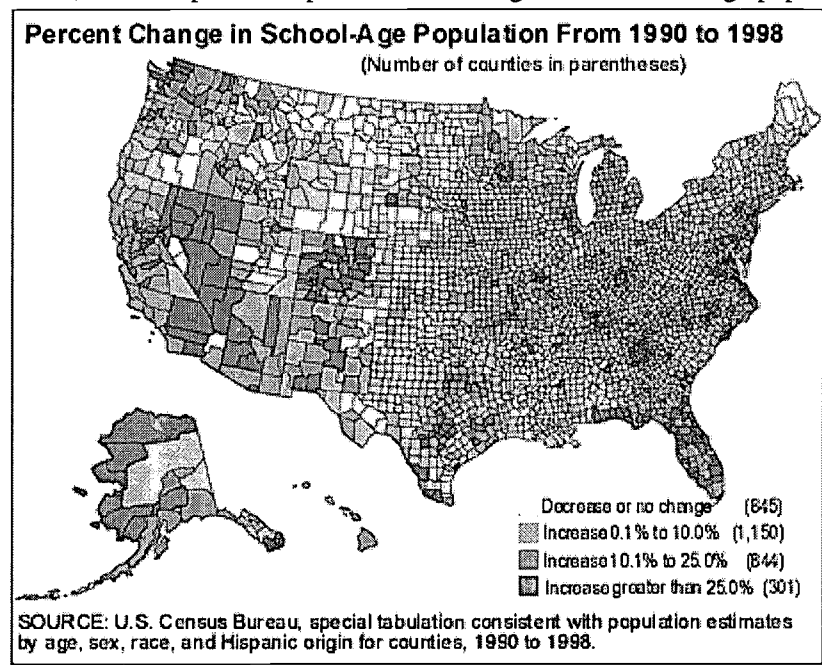 Percent Change in School-Age Population From 1990 to 1998
(Number of counties in parentheses)
Decrease or no change (845)
Increase 0.1% to 10.0% (1,150)
Increase 10.1% to 25.0% (844)
Increase greater than 25.0% (301)
SOURCE: U.S. Census Bureau, special tabulation consistent with population estimates
by age, sex, race, and Hispanic origin for counties, 1990 to 1998.